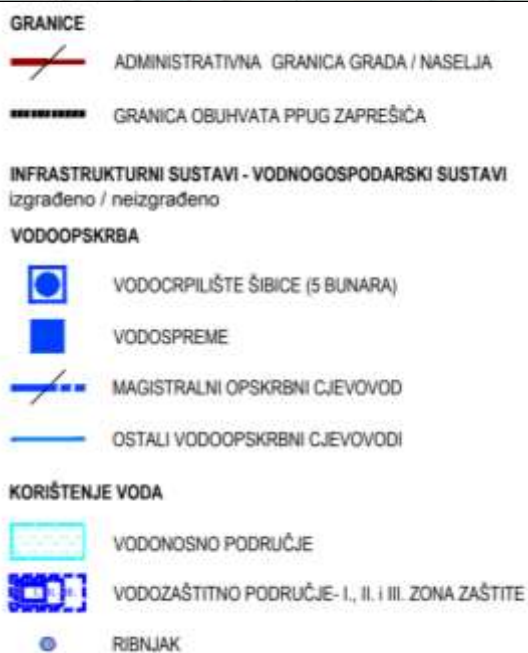 GRANICE
ADMINISTRATIVNA GRANICA GRADA / NASELJA
GRANICA OBUHVATA PPUG ZAPREŠIĆA
INFRASTRUKTURNI SUSTAVI - VODNOGOSPODARSKI SUSTAVI
izgrađeno / neizgrađeno
VODOOPSKRBA
VODOCRPILIŠTE ŠIBICE (5 BUNARA)
VODOSPREME
MAGISTRALNI OPSKRBNI CJEVOVOD
OSTALI VODOOPSKRBNI CJEVOVODI
KORIŠTENJE VODA
VODONOSNO PODRUČJE
VODOZAŠTITNO PODRUČJE- I., II. i III. ZONA ZAŠTITE
RIBNJAK